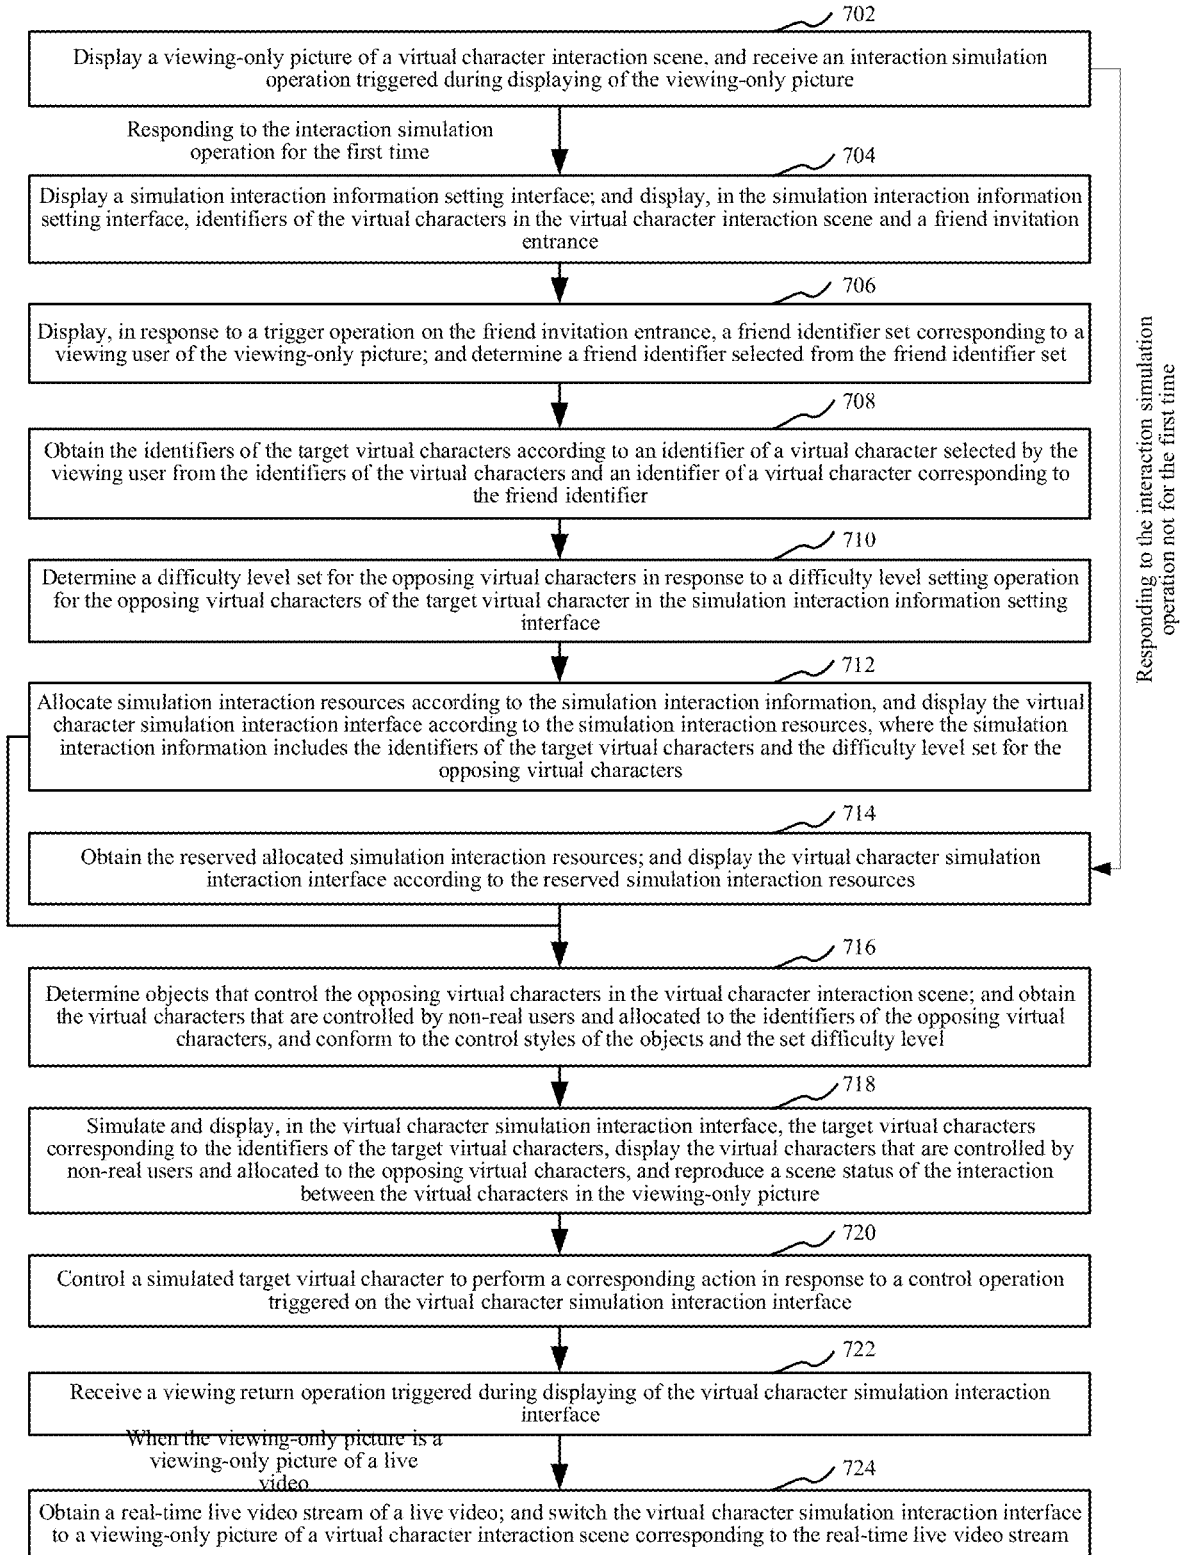 702
Display a viewing-only picture of a virtual character interaction scene, and receive an interaction simulation
operation triggered during displaying of the viewing-only picture
Responding to the interaction simulation
operation for the first time
704
Display a simulation interaction information setting interface; and display, in the simulation interaction information
setting interface, identifiers of the virtual characters in the virtual character interaction scene and a friend invitation
entrance
706
Display, in response to a trigger operation on the friend invitation entrance, a friend identifier set corresponding to a
viewing user of the viewing-only picture; and determine a friend identifier selected from the friend identifier set
Responding to the interaction simulation
operation not for the first time
708
Obtain the identifiers of the target virtual characters according to an identifier of a virtual character selected by the
viewing user from the identifiers of the virtual characters and an identifier of a virtual character corresponding to
the friend identifier
710
Determine a difficulty level set for the opposing virtual characters in response to a difficulty level setting operation
for the opposing virtual characters of the target virtual character in the simulation interaction information setting
interface
712
Allocate simulation interaction resources according to the simulation interaction information, and display the virtual
character simulation interaction interface according to the simulation interaction resources, where the simulation
interaction information includes the identifiers of the target virtual characters and the difficulty level set for the
opposing virtual characters
714
Obtain the reserved allocated simulation interaction resources; and display the virtual character simulation
interaction interface according to the reserved simulation interaction resources
716
Determine objects that control the opposing virtual characters in the virtual character interaction scene; and obtain
the virtual characters that are controlled by non-real users and allocated to the identifiers of the opposing virtual
characters, and conform to the control styles of the objects and the set difficulty level
718
Simulate and display, in the virtual character simulation interaction interface, the target virtual characters
corresponding to the identifiers of the target virtual characters, display the virtual characters that are controlled by
non-real users and allocated to the opposing virtual characters, and reproduce a scene status of the interaction
between the virtual characters in the viewing-only picture
720
Control a simulated target virtual character to perform a corresponding action in response to a control operation
triggered on the virtual character simulation interaction interface
722
Receive a viewing return operation triggered during displaying of the virtual character simulation interaction
interface
When the viewing-only picture is a
viewing-only picture of a live
video
724
Obtain a real-time live video stream of a live video; and switch the virtual character simulation interaction interface
to a viewing-only picture of a virtual character interaction scene corresponding to the real-time live video stream